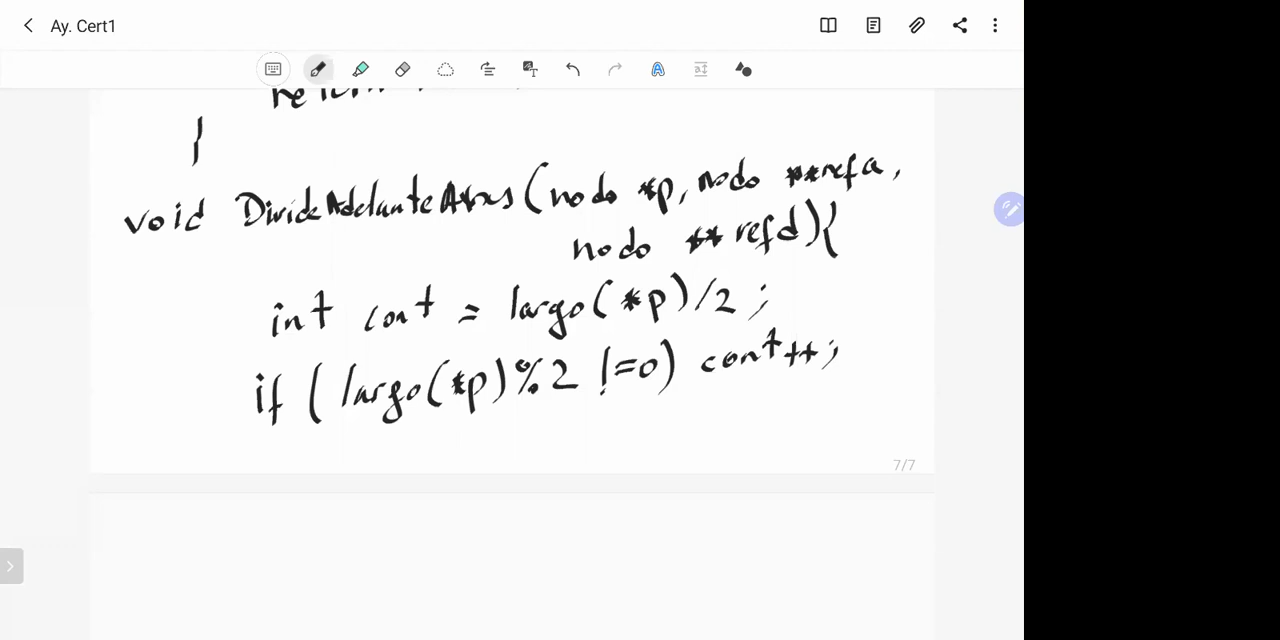 Ay. Cert1
return
}
void DivideAdelanteAtras(nodo *p, nodo **refa,
nodo **refd){
int cont = largo(*p)/2;
if (largo(*p)%2 !=0) cont++;
7/7